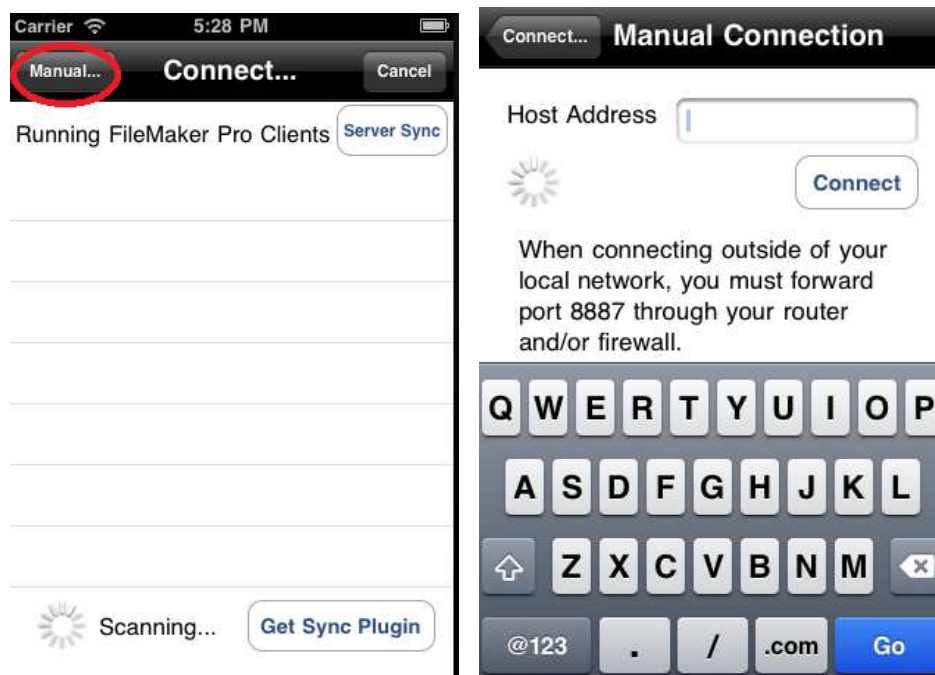 Carrier 5:28 PM
Manual... Connect... Cancel
Running FileMaker Pro Clients Server Sync
Scanning... Get Sync Plugin
Connect... Manual Connection
Host Address
Connect
When connecting outside of your
local network, you must forward
port 8887 through your router
and/or firewall.
Q W E R T Y U I O P
A S D F G H J K L
Z X C V B N M
@123 . / .com Go